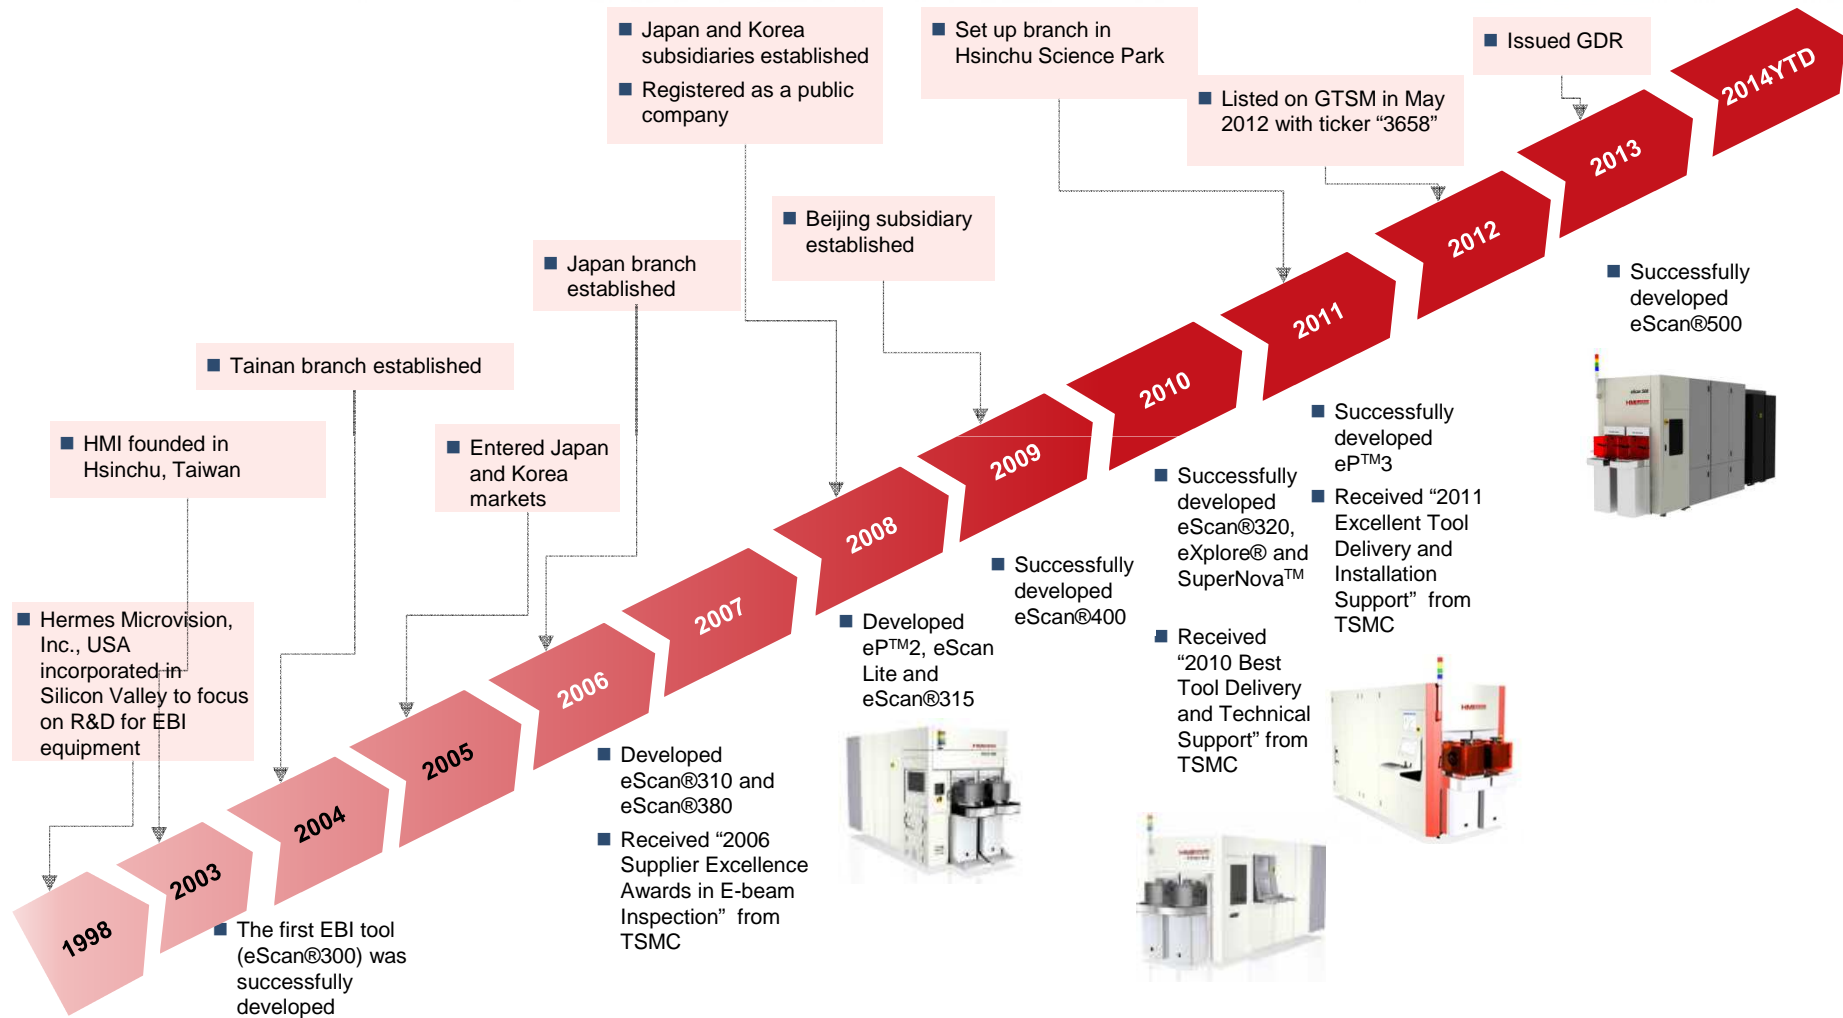 Japan and Korea
subsidiaries established
Registered as a public
company
Set up branch in
Hsinchu Science Park
Issued GDR
Listed on GTSM in May
2012 with ticker “3658”
Beijing subsidiary
established
Japan branch
established
Tainan branch established
Entered Japan
and Korea
markets
HMI founded in
Hsinchu, Taiwan
Hermes Microvision,
Inc., USA
incorporated in
Silicon Valley to focus
on R&D for EBI
equipment
1998
2003
2004
2005
2006
2007
2008
2009
2010
2011
2012
2013
2014YTD
The first EBI tool
(eScan®300) was
successfully
developed
Developed
eScan®310 and
eScan®380
Received “2006
Supplier Excellence
Awards in E-beam
Inspection” from
TSMC
Developed
eP™2, eScan
Lite and
eScan®315
Successfully
developed
eScan®400
Successfully
developed
eScan®320,
eXplore® and
SuperNova™
Received
“2010 Best
Tool Delivery
and Technical
Support” from
TSMC
Successfully
developed
eP™3
Received “2011
Excellent Tool
Delivery and
Installation
Support” from
TSMC
Successfully
developed
eScan®500
HMI
HMI